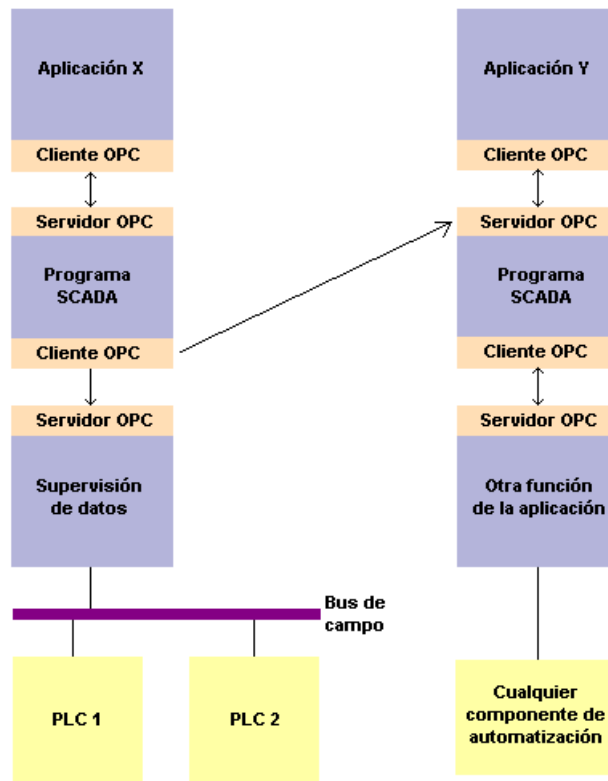 Aplicación X
Cliente OPC
Servidor OPC
Programa
SCADA
Cliente OPC
Servidor OPC
Supervisión
de datos
Bus de
campo
PLC 1
PLC 2
Aplicación Y
Cliente OPC
Servidor OPC
Programa
SCADA
Cliente OPC
Servidor OPC
Otra función
de la aplicación
Cualquier
componente de
automatización